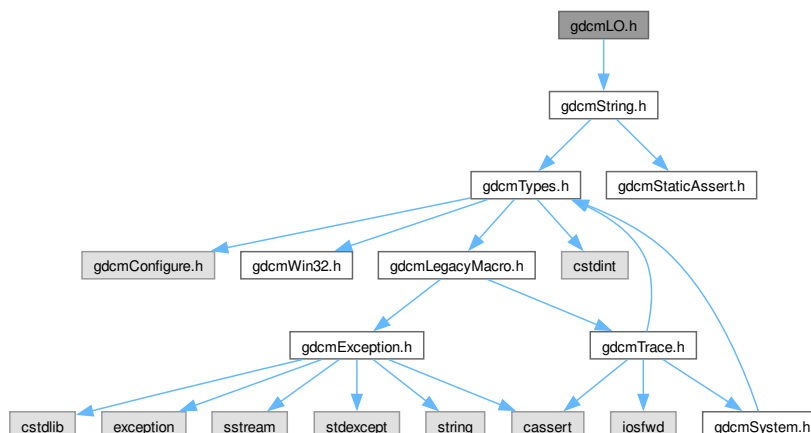 gdcmLO.h
gdcmString.h
gdcmTypes.h
gdcmStaticAssert.h
gdcmConfigure.h
gdcmWin32.h
gdcmLegacyMacro.h
cstdint
gdcmException.h
gdcmTrace.h
cstdlib
exception
sstream
stdexcept
string
cassert
iosfwd
gdcmSystem.h